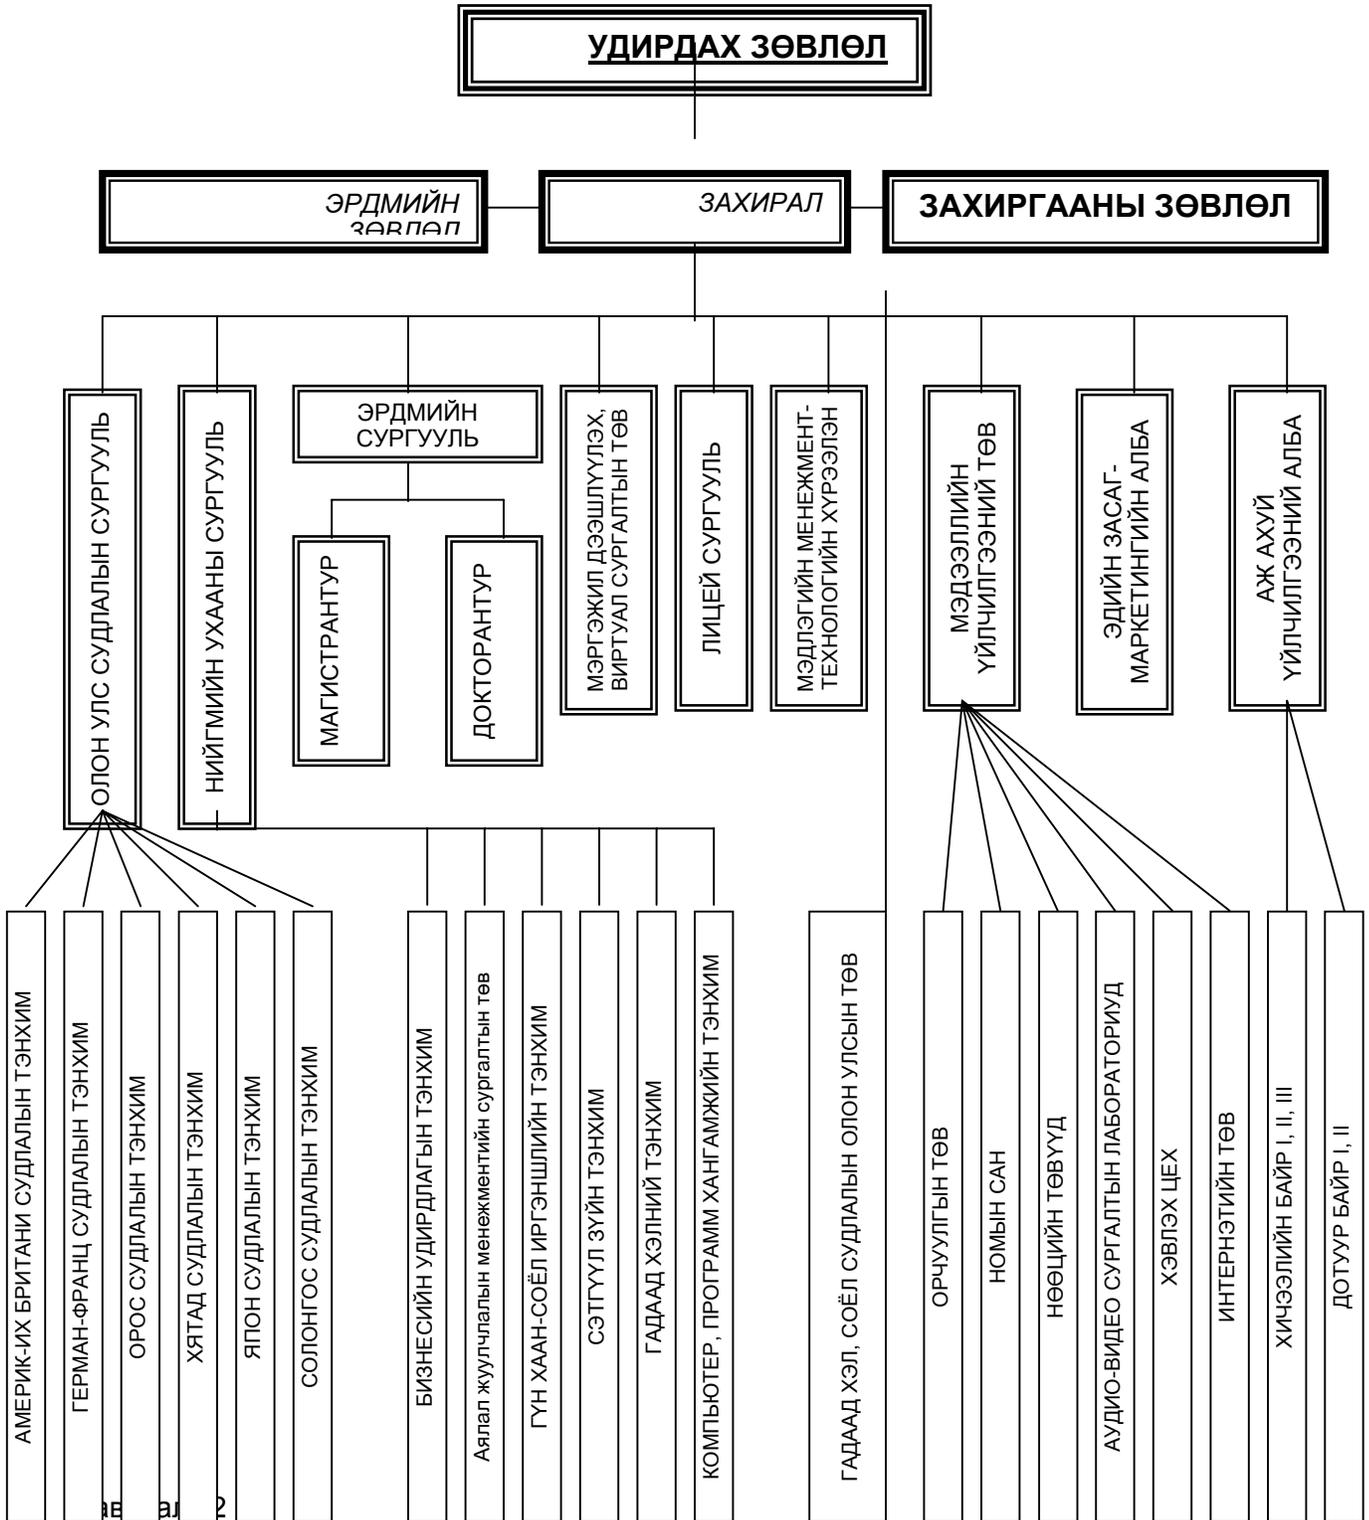 УДИРДАХ ЗӨВЛӨЛ
ЭРДМИЙН
ЗӨВЛӨЛ
ЗАХИРАЛ
ЗАХИРГААНЫ ЗӨВЛӨЛ
ОЛОН УЛС СУДЛАЛЫН СУРГУУЛЬ
НИЙГМИЙН УХААНЫ СУРГУУЛЬ
ЭРДМИЙН
СУРГУУЛЬ
МАГИСТРАНТУР
ДОКТОРАНТУР
МЭРГЭЖИЛ ДЭЭШЛҮҮЛЭХ,
ВИРТУАЛ СУРГАЛТЫН ТӨВ
ЛИЦЕЙ СУРГУУЛЬ
МЭДЛЭГИЙН МЕНЕЖМЕНТ-
ТЕХНОЛОГИЙН ХҮРЭЭЛЭН
МЭДЭЭЛЛИЙН
ҮЙЛЧИЛГЭЭНИЙ ТӨВ
ЭДИЙН ЗАСАГ-
МАРКЕТИНГИЙН АЛБА
АЖ АХУЙ
ҮЙЛЧИЛГЭЭНИЙ АЛБА
АМЕРИК-ИХ БРИТАНИ СУДЛАЛЫН ТЭНХИМ
ГЕРМАН-ФРАНЦ СУДЛАЛЫН ТЭНХИМ
ОРОС СУДЛАЛЫН ТЭНХИМ
ХЯТАД СУДЛАЛЫН ТЭНХИМ
ЯПОН СУДЛАЛЫН ТЭНХИМ
СОЛОНГОС СУДЛАЛЫН ТЭНХИМ
БИЗНЕСИЙН УДИРДЛАГЫН ТЭНХИМ
Аялал жуулчлалын менежментийн сургалтын төв
ГҮН ХААН-СОЁЛ ИРГЭНШЛИЙН ТЭНХИМ
СЭТГҮҮЛ ЗҮЙН ТЭНХИМ
ГАДААД ХЭЛНИЙ ТЭНХИМ
КОМПЬЮТЕР, ПРОГРАММ ХАНГАМЖИЙН ТЭНХИМ
ГАДААД ХЭЛ, СОЁЛ СУДЛАЛЫН ОЛОН УЛСЫН ТӨВ
ОРЧУУЛГЫН ТӨВ
НОМЫН САН
НӨӨЦИЙН ТӨВҮҮД
АУДИО-ВИДЕО СУРГАЛТЫН ЛАБОРАТОРИУД
ХЭВЛЭХ ЦЕХ
ИНТЕРНЭТИЙН ТӨВ
ХИЧЭЭЛИЙН БАЙР I, II, III
ДОТУУР БАЙР I, II